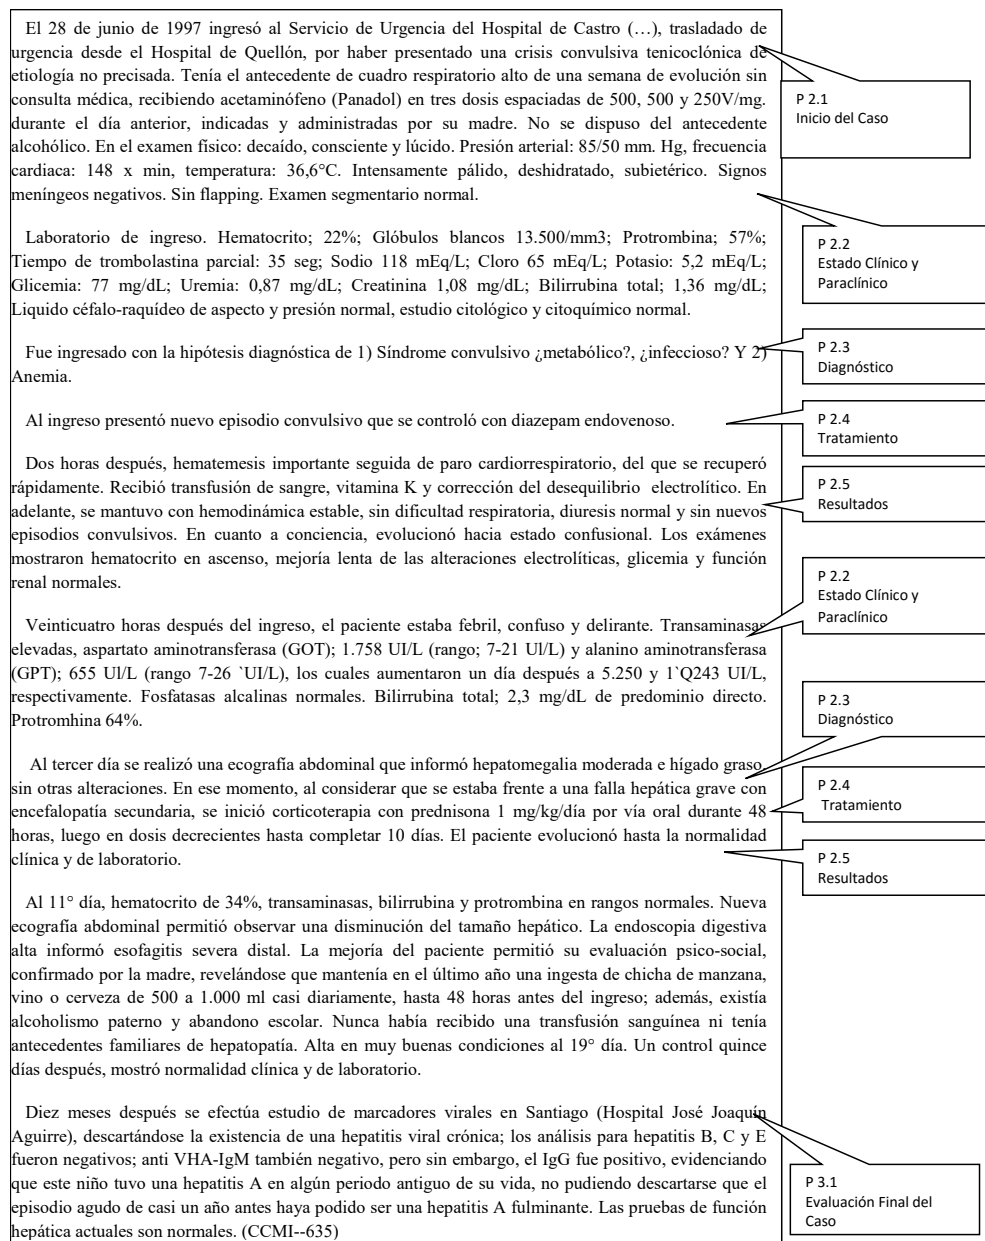 El 28 de junio de 1997 ingresó al Servicio de Urgencia del Hospital de Castro (…), trasladado de
urgencia desde el Hospital de Quellón, por haber presentado una crisis convulsiva tenicoclónica de
etiología no precisada. Tenía el antecedente de cuadro respiratorio alto de una semana de evolución sin
consulta médica, recibiendo acetaminófeno (Panadol) en tres dosis espaciadas de 500, 500 y 250V/mg.
durante el día anterior, indicadas y administradas por su madre. No se dispuso del antecedente
alcohólico. En el examen físico: decaído, consciente y lúcido. Presión arterial: 85/50 mm. Hg, frecuencia
cardiaca: 148 x min, temperatura: 36,6°C. Intensamente pálido, deshidratado, subietérico. Signos
meníngeos negativos. Sin flapping. Examen segmentario normal.
P 2.1
Inicio del Caso
Laboratorio de ingreso. Hematocrito; 22%; Glóbulos blancos 13.500/mm3; Protrombina; 57%;
Tiempo de trombolastina parcial: 35 seg; Sodio 118 mEq/L; Cloro 65 mEq/L; Potasio: 5,2 mEq/L;
Glicemia: 77 mg/dL; Uremia: 0,87 mg/dL; Creatinina 1,08 mg/dL; Bilirrubina total; 1,36 mg/dL;
Liquido céfalo-raquídeo de aspecto y presión normal, estudio citológico y citoquímico normal.
P 2.2
Estado Clínico y
Paraclínico
Fue ingresado con la hipótesis diagnóstica de 1) Síndrome convulsivo ¿metabólico?, ¿infeccioso? Y 2)
Anemia.
P 2.3
Diagnóstico
Al ingreso presentó nuevo episodio convulsivo que se controló con diazepam endovenoso.
P 2.4
Tratamiento
Dos horas después, hematemesis importante seguida de paro cardiorrespiratorio, del que se recuperó
rápidamente. Recibió transfusión de sangre, vitamina K y corrección del desequilibrio electrolítico. En
adelante, se mantuvo con hemodinámica estable, sin dificultad respiratoria, diuresis normal y sin nuevos
episodios convulsivos. En cuanto a conciencia, evolucionó hacia estado confusional. Los exámenes
mostraron hematocrito en ascenso, mejoría lenta de las alteraciones electrolíticas, glicemia y función
renal normales.
P 2.5
Resultados
Veinticuatro horas después del ingreso, el paciente estaba febril, confuso y delirante. Transaminasas
elevadas, aspartato aminotransferasa (GOT); 1.758 UI/L (rango; 7-21 Ul/L) y alanino aminotransferasa
(GPT); 655 Ul/L (rango 7-26 `UI/L), los cuales aumentaron un día después a 5.250 y 1`Q243 UI/L,
respectivamente. Fosfatasas alcalinas normales. Bilirrubina total; 2,3 mg/dL de predominio directo.
Protromhina 64%.
P 2.2
Estado Clínico y
Paraclínico
Al tercer día se realizó una ecografía abdominal que informó hepatomegalia moderada e hígado graso,
sin otras alteraciones. En ese momento, al considerar que se estaba frente a una falla hepática grave con
encefalopatía secundaria, se inició corticoterapia con prednisona 1 mg/kg/día por vía oral durante 48
horas, luego en dosis decrecientes hasta completar 10 días. El paciente evolucionó hasta la normalidad
clínica y de laboratorio.
P 2.3
Diagnóstico
P 2.4
Tratamiento
P 2.5
Resultados
Al 11° día, hematocrito de 34%, transaminasas, bilirrubina y protrombina en rangos normales. Nueva
ecografía abdominal permitió observar una disminución del tamaño hepático. La endoscopia digestiva
alta informó esofagitis severa distal. La mejoría del paciente permitió su evaluación psico-social,
confirmado por la madre, revelándose que mantenía en el último año una ingesta de chicha de manzana,
vino o cerveza de 500 a 1.000 ml casi diariamente, hasta 48 horas antes del ingreso; además, existía
alcoholismo paterno y abandono escolar. Nunca había recibido una transfusión sanguínea ni tenía
antecedentes familiares de hepatopatía. Alta en muy buenas condiciones al 19° día. Un control quince
días después, mostró normalidad clínica y de laboratorio.
Diez meses después se efectúa estudio de marcadores virales en Santiago (Hospital José Joaquín
Aguirre), descartándose la existencia de una hepatitis viral crónica; los análisis para hepatitis B, C y E
fueron negativos; anti VHA-IgM también negativo, pero sin embargo, el IgG fue positivo, evidenciando
que este niño tuvo una hepatitis A en algún periodo antiguo de su vida, no pudiendo descartarse que el
episodio agudo de casi un año antes haya podido ser una hepatitis A fulminante. Las pruebas de función
hepática actuales son normales. (CCMI--635)
P 3.1
Evaluación Final del
Caso